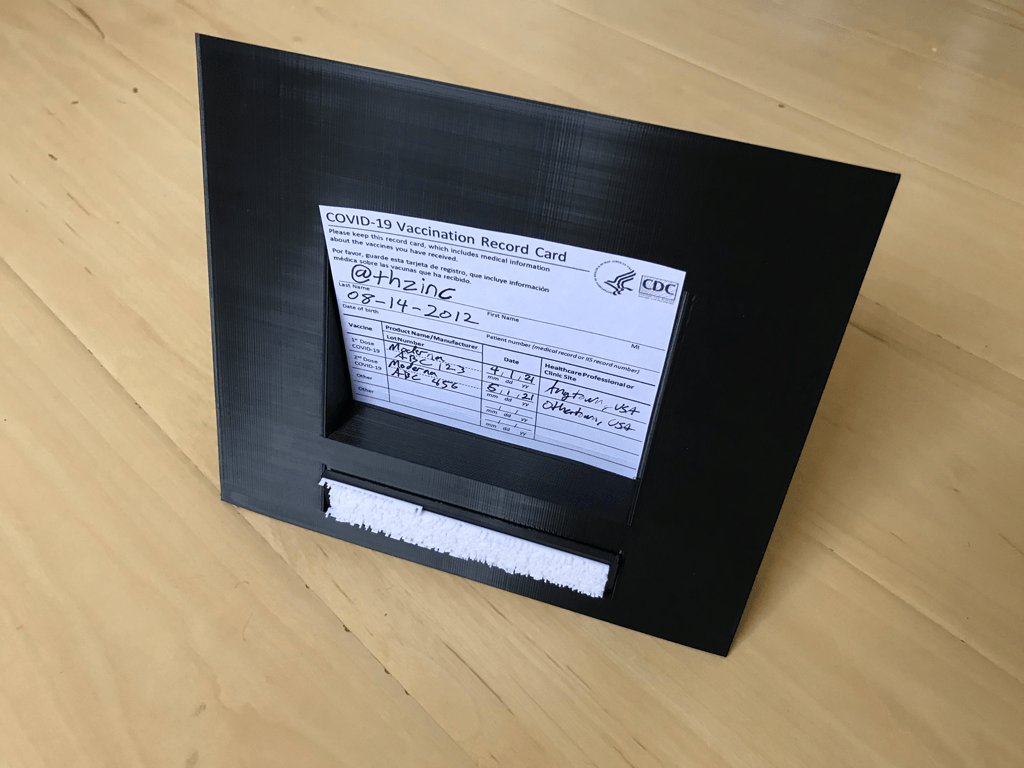 COVID-19 Vaccination Record Card
Please keep this record card, which includes medical information
about the vaccines you have received.
Por favor, guarde esta tarjeta de registro, que incluye información
médica sobre las vacunas que ha recibido.
CDC
@thzinc
Last Name First Name MI
08-14-2012
Date of birth Patient number (medical record or IIS record number)
Vaccine Product Name/Manufacturer Date Healthcare Professional or
Lot Number Clinic Site
1st Dose Moderna 4.1.21 Anytown, USA
COVID-19 ABC 123 mm dd yy
2nd Dose Moderna 5.1.21 USA
COVID-19 ABC 456 mm dd yy
Other / /
mm dd yy
Other / /
mm dd yy